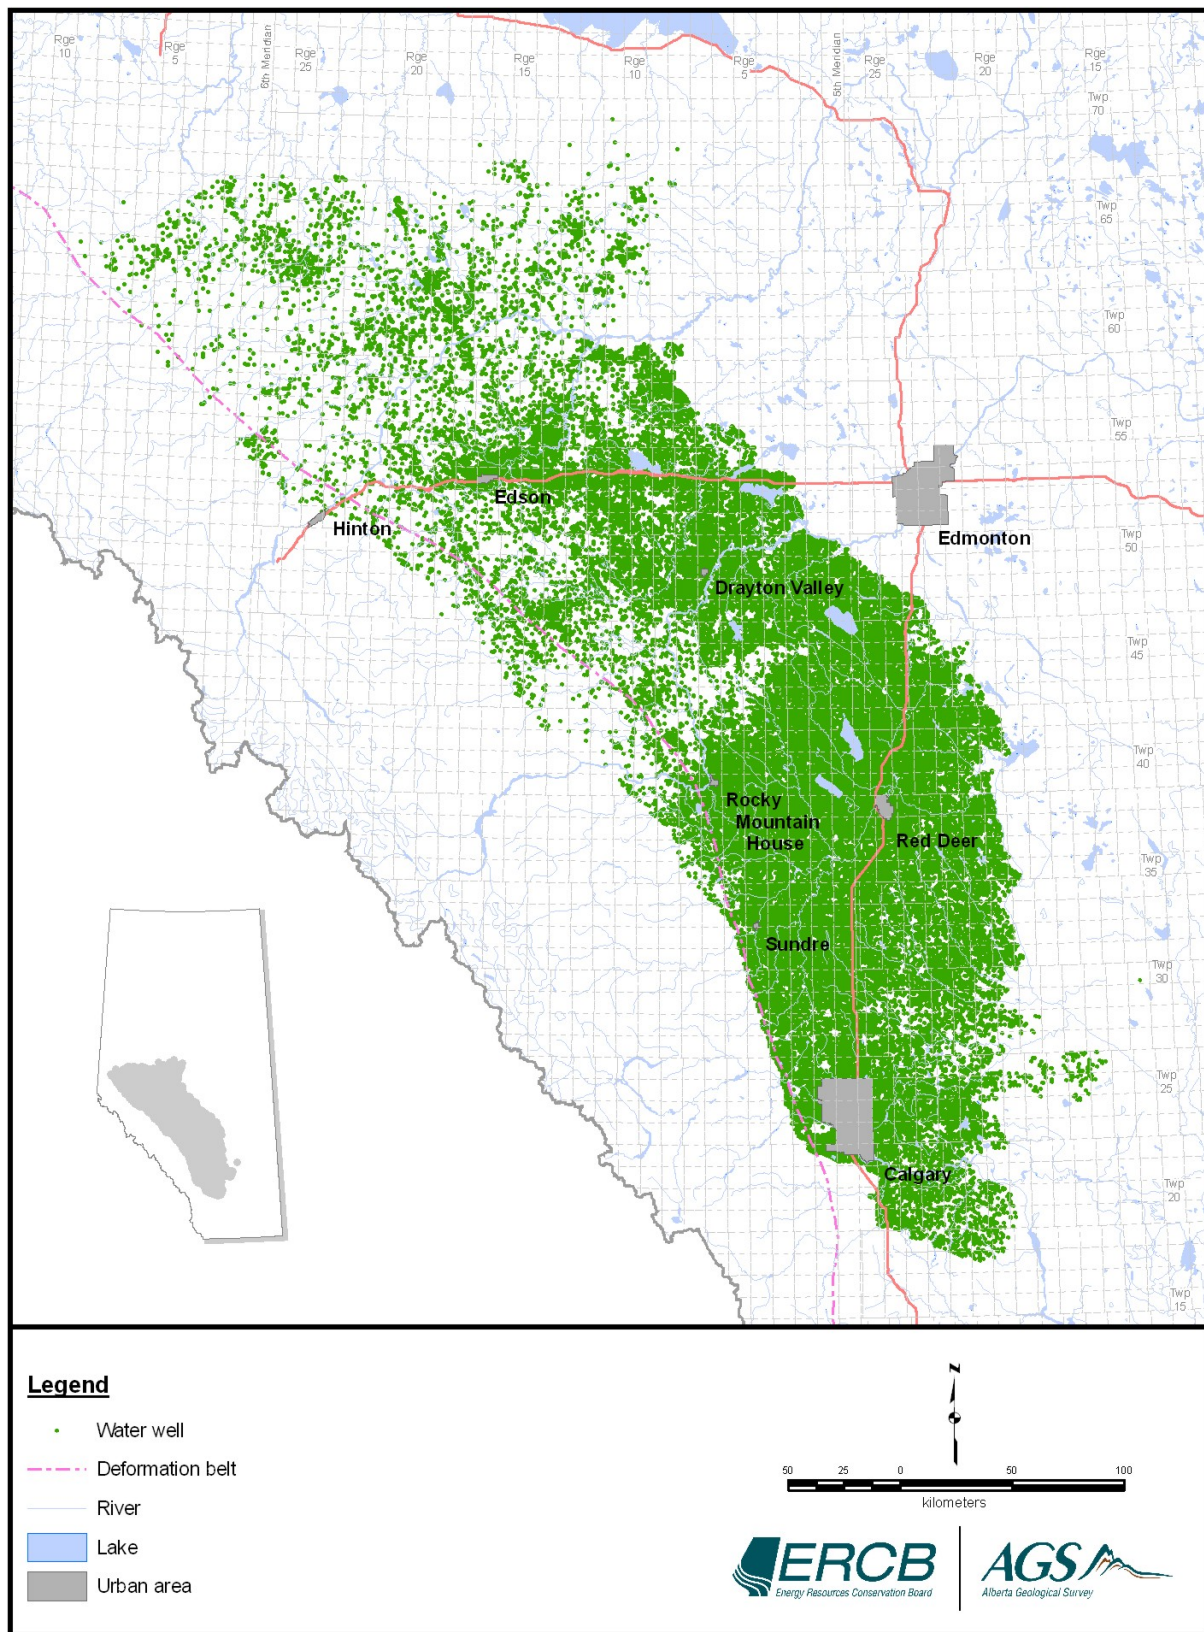 Rge
10
Rge
5
6th Meridian
Rge
25
Rge
20
Rge
15
Rge
10
Rge
5
5th Meridian
Rge
25
Rge
20
Rge
15
Twp
70
Twp
65
Twp
60
Twp
55
Edson
Hinton
Edmonton
Twp
50
Drayton Valley
Twp
45
Twp
40
Rocky
Mountain
House
Red Deer
Twp
35
Sundre
Twp
30
Twp
25
Calgary
Twp
20
Twp
15
Legend
Water well
Deformation belt
River
Lake
Urban area
N
50 25 0 50 100
kilometers
ERCB
Energy Resources Conservation Board
AGS
Alberta Geological Survey